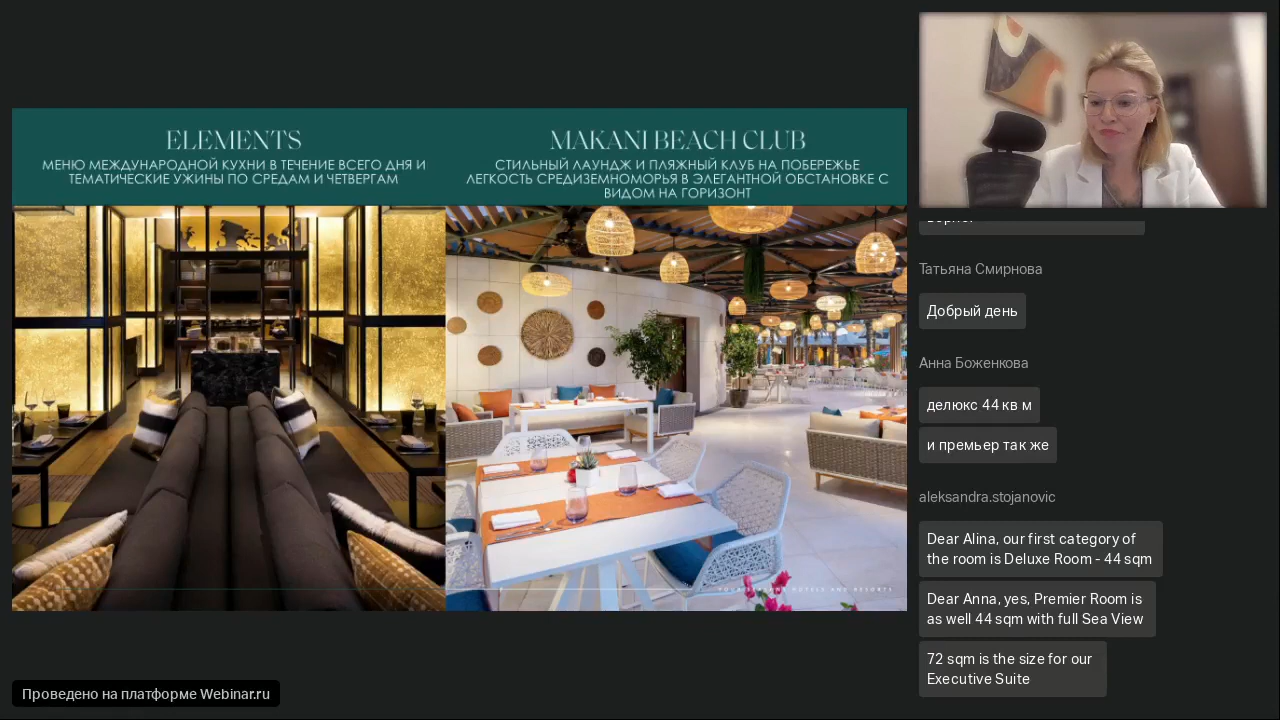 ELEMENTS
МЕНЮ МЕЖДУНАРОДНОЙ КУХНИ В ТЕЧЕНИЕ ВСЕГО ДНЯ И
ТЕМАТИЧЕСКИЕ УЖИНЫ ПО СРЕДАМ И ЧЕТВЕРГАМ
MAKANI BEACH CLUB
СТИЛЬНЫЙ ЛАУНДЖ И ПЛЯЖНЫЙ КЛУБ НА ПОБЕРЕЖЬЕ
ЛЕГКОСТЬ СРЕДИЗЕМНОМОРЬЯ В ЭЛЕГАНТНОЙ ОБСТАНОВКЕ С
ВИДОМ НА ГОРИЗОНТ
Татьяна Смирнова
Добрый день
Анна Боженкова
делюкс 44 кв м
и премьер так же
aleksandra.stojanovic
Dear Alina, our first category of
the room is Deluxe Room - 44 sqm
Dear Anna, yes, Premier Room is
as well 44 sqm with full Sea View
72 sqm is the size for our
Executive Suite
Проведено на платформе Webinar.ru